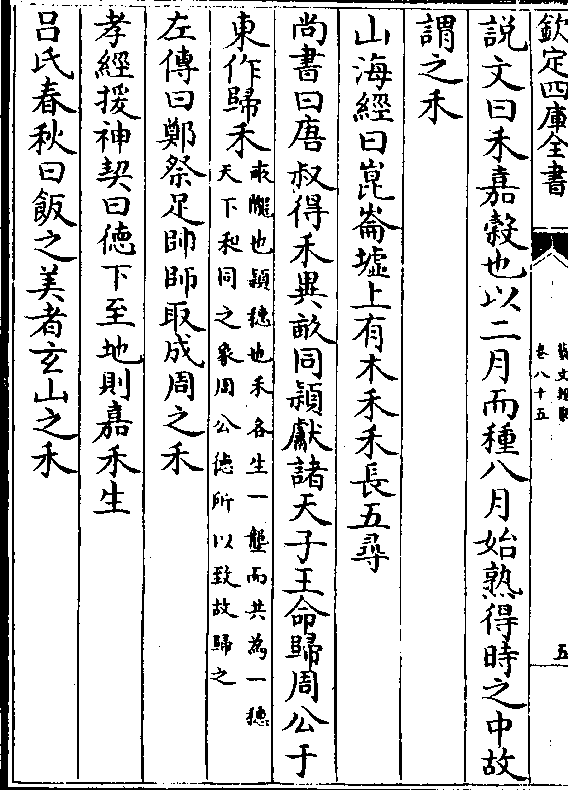 欽定四庫全書
藝文類聚
卷八十五
五
説文曰禾嘉穀也以二月而種八月始熟得時之中故
謂之禾
山海經曰崑崙墟上有木禾禾長五尋
尚書曰唐叔得禾異畝同穎獻諸天子王命歸周公于
東作歸禾
畝壠也穎穗也禾各生一壟而共為一穗
天下和同之象周公德所以致故歸之
左傳曰鄭祭足帥師取成周之禾
孝經援神契曰德下至地則嘉禾生
吕氏春秋曰飯之美者玄山之禾